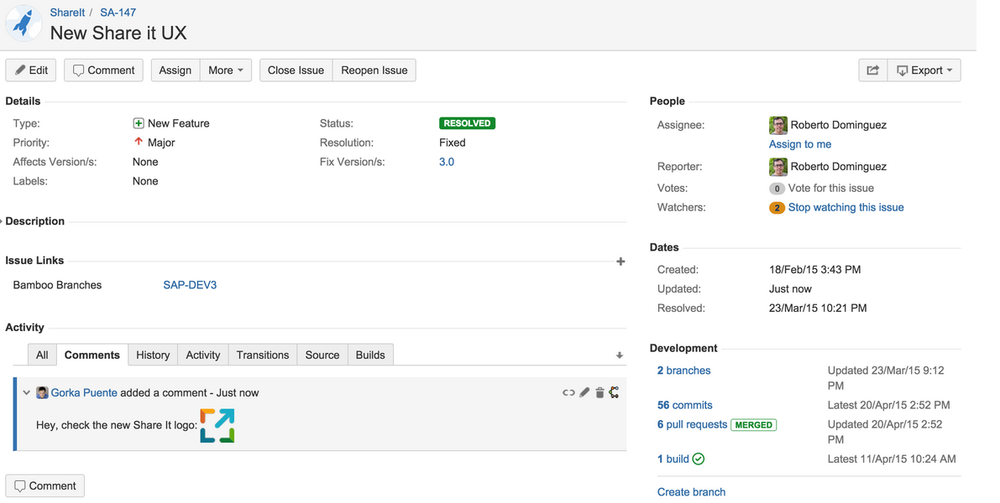 ShareIt / SA-147
New Share it UX
Edit Comment Assign More Close Issue Reopen Issue Export
Details
Type: New Feature Status: RESOLVED
Priority: Major Resolution: Fixed
Affects Version/s: None Fix Version/s: 3.0
Labels: None
Description
Issue Links
Bamboo Branches SAP-DEV3
Activity
All Comments History Activity Transitions Source Builds
Gorka Puente added a comment - Just now
Hey, check the new Share It logo:
Comment
People
Assignee: Roberto Dominguez
Assign to me
Reporter: Roberto Dominguez
Votes: 0 Vote for this issue
Watchers: 2 Stop watching this issue
Dates
Created: 18/Feb/15 3:43 PM
Updated: Just now
Resolved: 23/Mar/15 10:21 PM
Development
2 branches Updated 23/Mar/15 9:12
PM
56 commits Latest 20/Apr/15 2:52 PM
6 pull requests MERGED Updated 20/Apr/15 2:52
PM
1 build Latest 11/Apr/15 10:24 AM
Create branch